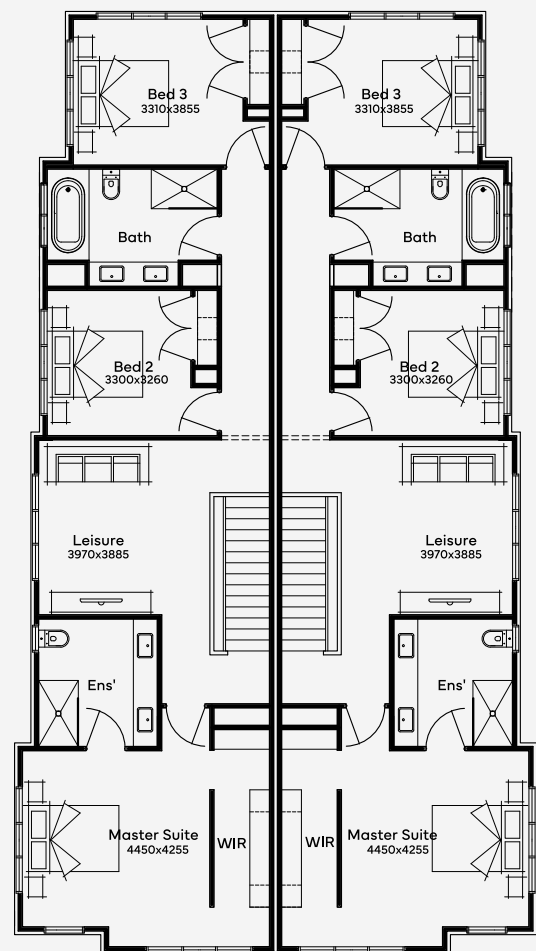 Bed 3
3310x3855
Bed 3
3310x3855
Bath
Bath
Bed 2
3300x3260
Bed 2
3300x3260
Leisure
3970x3885
Leisure
3970x3885
Ens'
Ens'
Master Suite
4450x4255
WIR
WIR
Master Suite
4450x4255